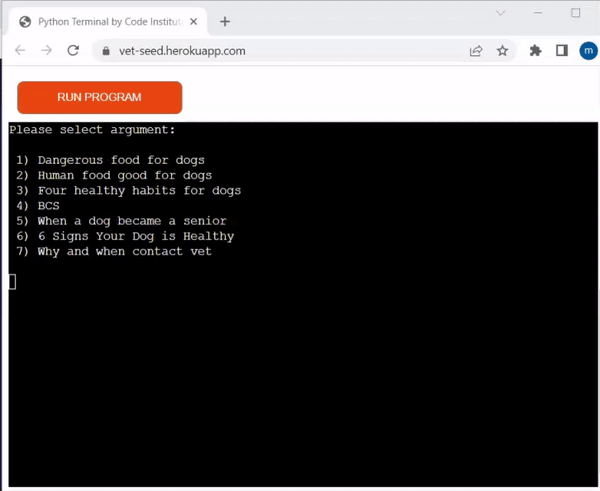 Python Terminal by Code Institut
vet-seed.herokuapp.com
m
RUN PROGRAM
Please select argument:
1) Dangerous food for dogs
2) Human food good for dogs
3) Four healthy habits for dogs
4) BCS
5) When a dog became a senior
6) 6 Signs Your Dog is Healthy
7) Why and when contact vet